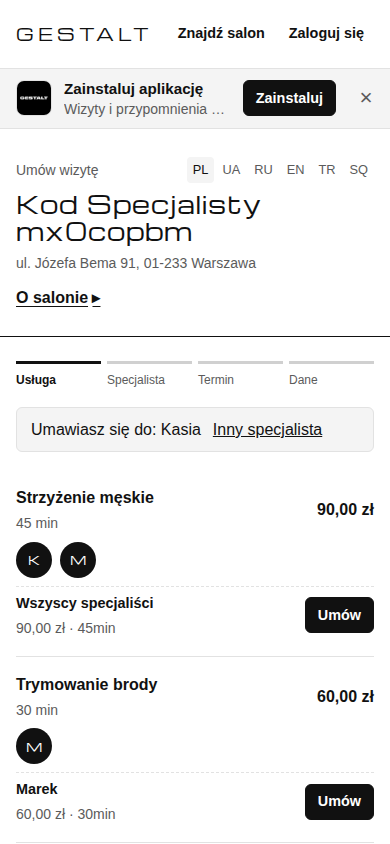 GESTALT Znajdź salon Zaloguj się
GESTALT
Zainstaluj aplikację
Wizyty i przypomnienia …
Zainstaluj ×
Umów wizytę PL UA RU EN TR SQ
Kod Specjalisty
mx0copbm
ul. Józefa Bema 91, 01-233 Warszawa
O salonie ▸
Usługa Specjalista Termin Dane
Umawiasz się do: Kasia Inny specjalista
Strzyżenie męskie
45 min
90,00 zł
K M
Wszyscy specjaliści
90,00 zł · 45min
Umów
Trymowanie brody
30 min
60,00 zł
M
Marek
60,00 zł · 30min
Umów